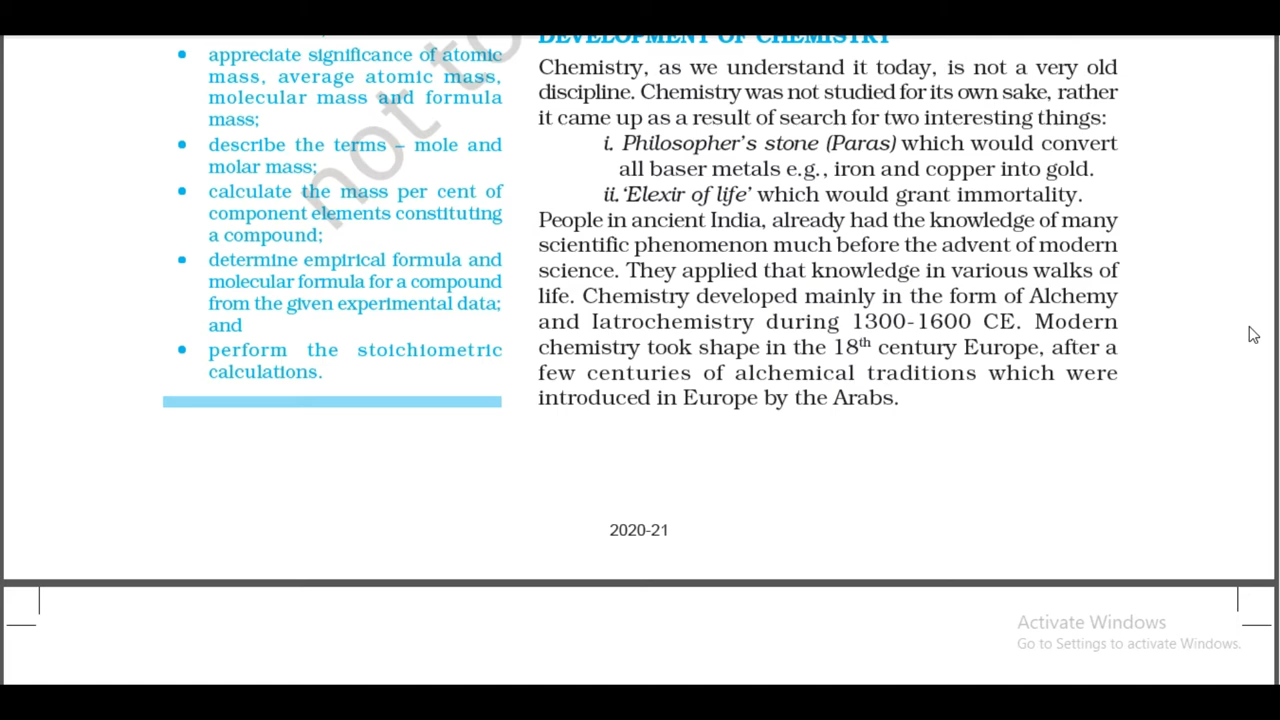 appreciate significance of atomic
mass, average atomic mass,
molecular mass and formula
mass;
describe the terms – mole and
molar mass;
calculate the mass per cent of
component elements constituting
a compound;
determine empirical formula and
molecular formula for a compound
from the given experimental data;
and
perform the stoichiometric
calculations.
DEVELOPMENT OF CHEMISTRY
Chemistry, as we understand it today, is not a very old
discipline. Chemistry was not studied for its own sake, rather
it came up as a result of search for two interesting things:
i. Philosopher's stone (Paras) which would convert
all baser metals e.g., iron and copper into gold.
ii. 'Elexir of life' which would grant immortality.
People in ancient India, already had the knowledge of many
scientific phenomenon much before the advent of modern
science. They applied that knowledge in various walks of
life. Chemistry developed mainly in the form of Alchemy
and Iatrochemistry during 1300-1600 CE. Modern
chemistry took shape in the 18th century Europe, after a
few centuries of alchemical traditions which were
introduced in Europe by the Arabs.
not to
2020-21
Activate Windows
Go to Settings to activate Windows.